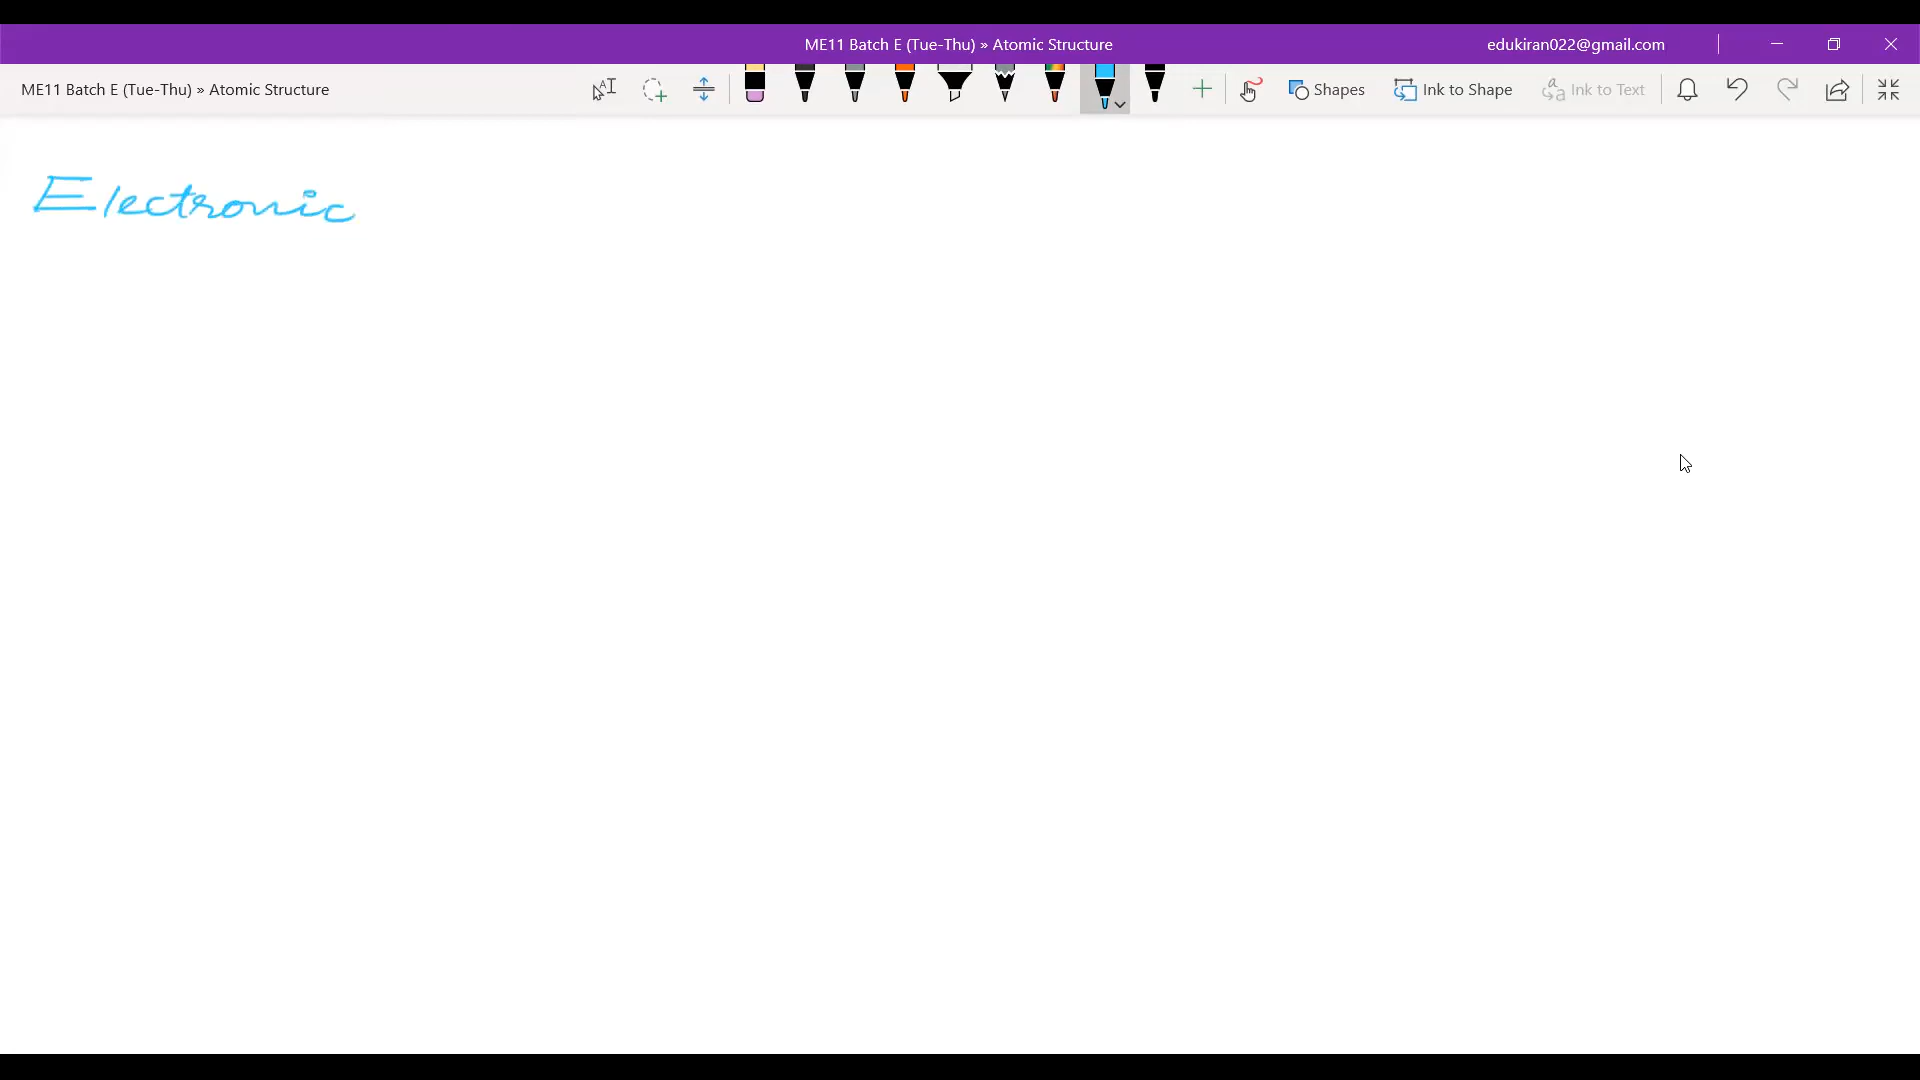 ME11 Batch E (Tue-Thu) » Atomic Structure
edukiran022@gmail.com
ME11 Batch E (Tue-Thu) » Atomic Structure
Shapes
Ink to Shape
Ink to Text
Electronic